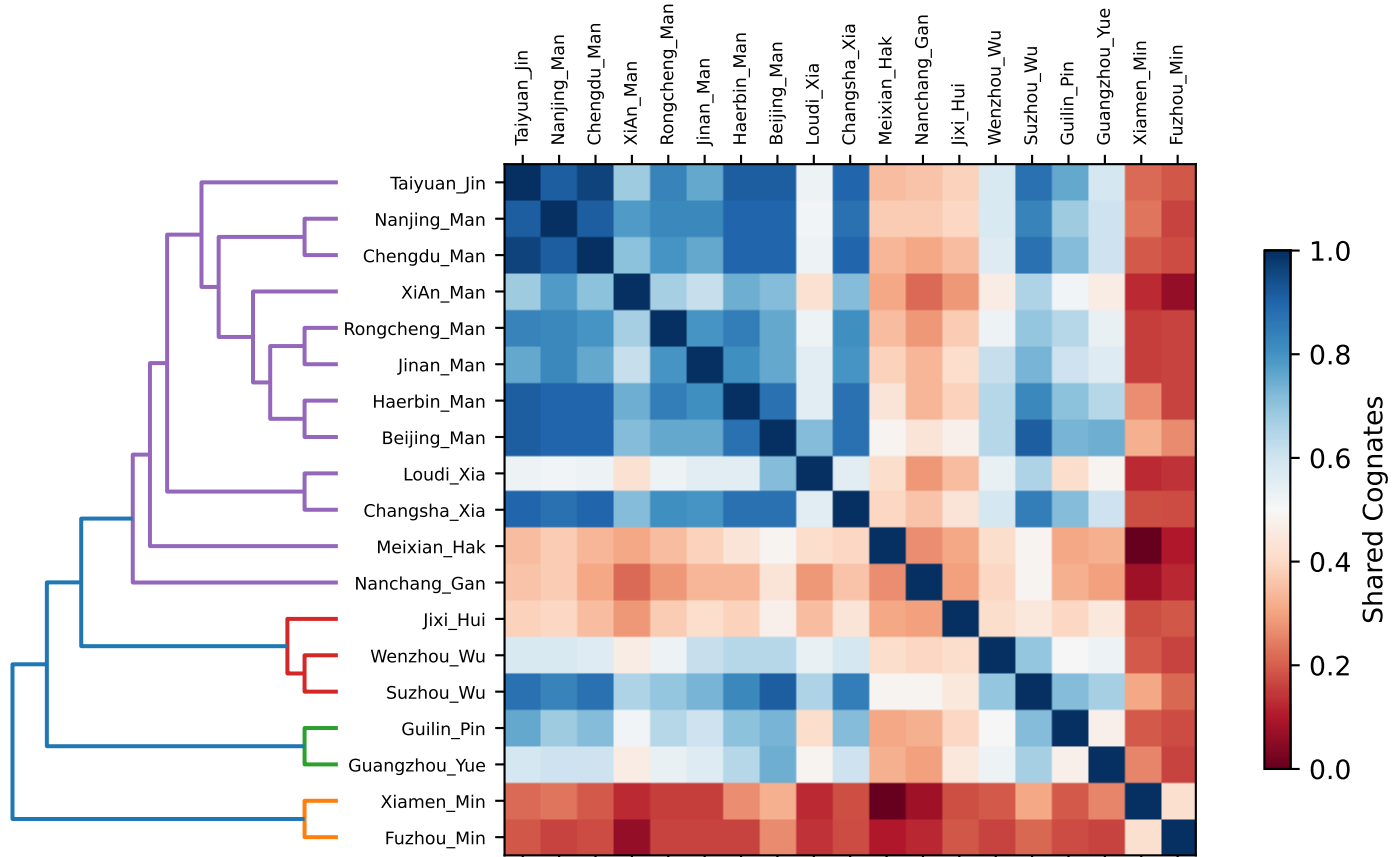 Taiyuan_Jin
Nanjing_Man
Chengdu_Man
XiAn_Man
Rongcheng_Man
Jinan_Man
Haerbin_Man
Beijing_Man
Loudi_Xia
Changsha_Xia
Meixian_Hak
Nanchang_Gan
Jixi_Hui
Wenzhou_Wu
Suzhou_Wu
Guilin_Pin
Guangzhou_Yue
Xiamen_Min
Fuzhou_Min
Taiyuan_Jin
Nanjing_Man
Chengdu_Man
XiAn_Man
Rongcheng_Man
Jinan_Man
Haerbin_Man
Beijing_Man
Loudi_Xia
Changsha_Xia
Meixian_Hak
Nanchang_Gan
Jixi_Hui
Wenzhou_Wu
Suzhou_Wu
Guilin_Pin
Guangzhou_Yue
Xiamen_Min
Fuzhou_Min
1.0
0.8
0.6
0.4
0.2
0.0
Shared Cognates